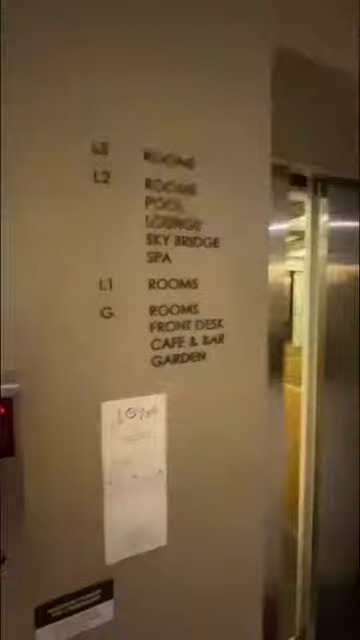 L3 ROOMS
L2 ROOMS
POOL
LOUNGE
SKY BRIDGE
SPA
L1 ROOMS
G ROOMS
FRONT DESK
CAFE & BAR
GARDEN